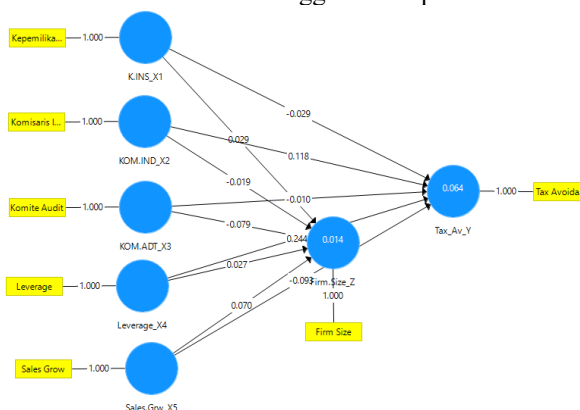 Kepemilika...
1.000
K.INS_X1
-0.029
0.029
Komisaris I...
1.000
KOM.IND_X2
0.118
-0.019
Komite Audit
1.000
KOM.ADT_X3
-0.010
-0.079
0.064
Tax_Av_Y
1.000
Tax Avoida
0.244
0.014
Firm.Size_Z
0.027
Leverage
1.000
Leverage_X4
-0.093
1.000
Firm Size
0.070
Sales Grow
1.000
Sales.Grw_X5